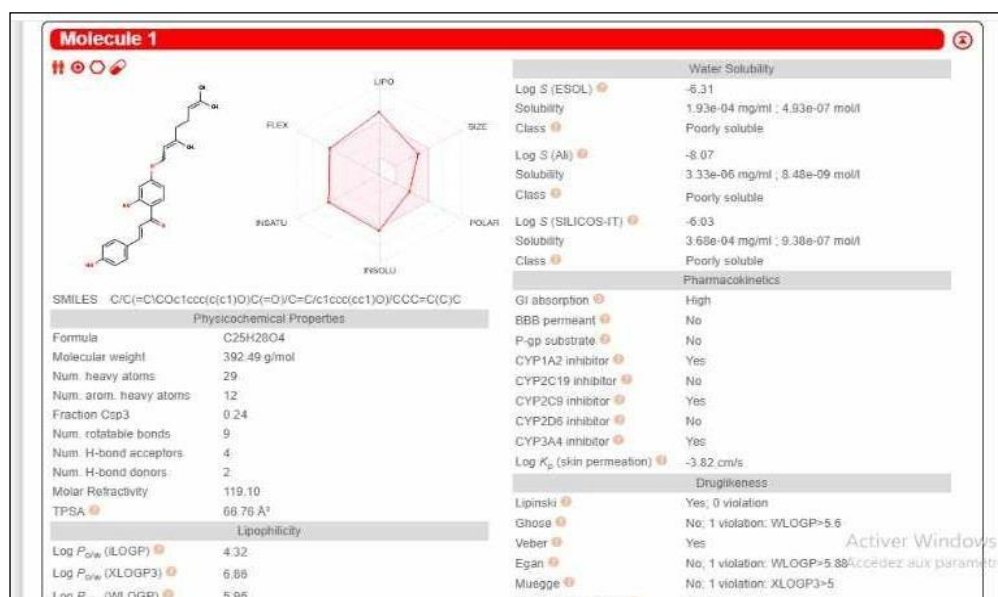 Molecule 1
LIPO
FLEX
SIZE
INSATU
POLAR
INSOLU
SMILES C/C(=C\COc1ccc(c(c1)O)C(=O)/C=C/c1ccc(cc1)O)/CCC=C(C)C
Physicochemical Properties
Formula C25H28O4
Molecular weight 392.49 g/mol
Num. heavy atoms 29
Num. arom. heavy atoms 12
Fraction Csp3 0.24
Num. rotatable bonds 9
Num. H-bond acceptors 4
Num. H-bond donors 2
Molar Refractivity 119.10
TPSA 66.76 Å²
Lipophilicity
Log Po/w (iLOGP) 4.32
Log Po/w (XLOGP3) 6.86
Log Po/w (WLOGP) 5.95
Water Solubility
Log S (ESOL) -6.31
Solubility 1.93e-04 mg/ml ; 4.93e-07 mol/l
Class Poorly soluble
Log S (Ali) -8.07
Solubility 3.33e-06 mg/ml ; 8.48e-09 mol/l
Class Poorly soluble
Log S (SILICOS-IT) -6.03
Solubility 3.68e-04 mg/ml ; 9.38e-07 mol/l
Class Poorly soluble
Pharmacokinetics
GI absorption High
BBB permeant No
P-gp substrate No
CYP1A2 inhibitor Yes
CYP2C19 inhibitor No
CYP2C9 inhibitor Yes
CYP2D6 inhibitor No
CYP3A4 inhibitor Yes
Log Kp (skin permeation) -3.82 cm/s
Druglikeness
Lipinski Yes; 0 violation
Ghose No; 1 violation: WLOGP>5.6
Veber Yes
Egan No; 1 violation: WLOGP>5.88
Muegge No; 1 violation: XLOGP3>5
Activer Windows
Accédez aux paramètr